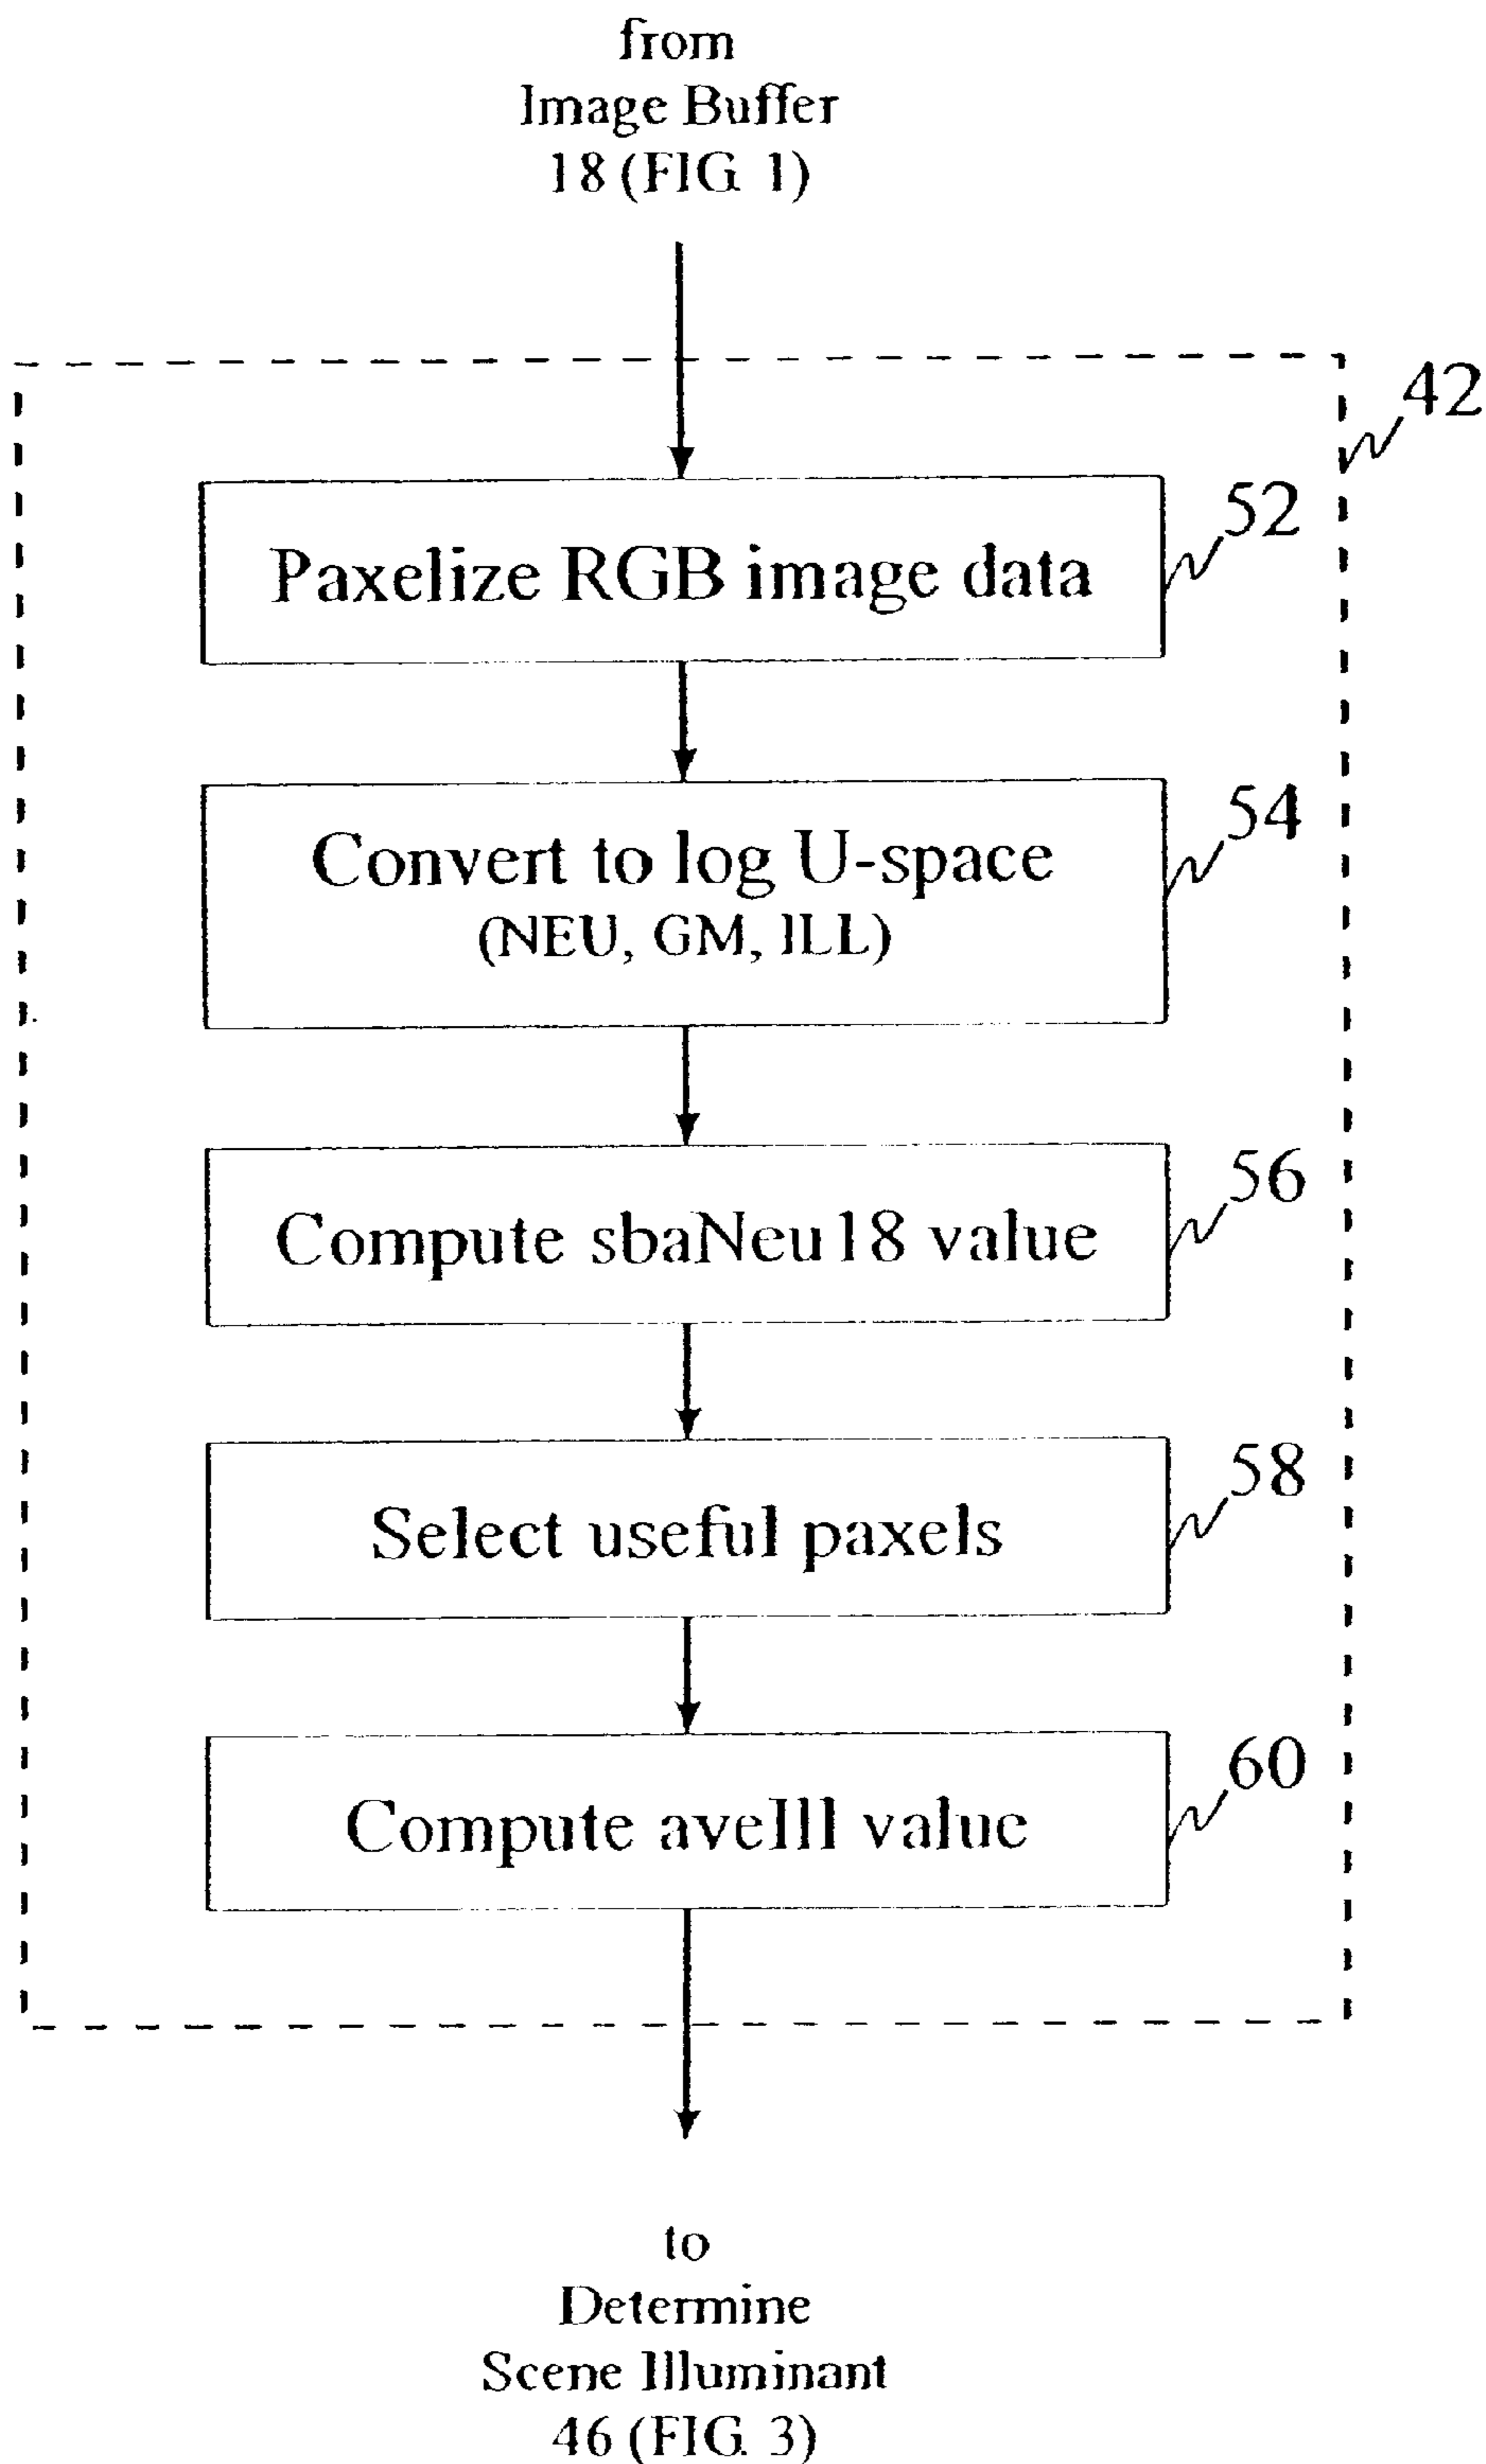 from
Image Buffer
18 (FIG. 1)
42
52
Paxelize RGB image data
54
Convert to log U-space
(NEU, GM, ILL)
56
Compute sbaNeu18 value
58
Select useful paxels
60
Compute aveIll value
to
Determine
Scene Illuminant
46 (FIG. 3)